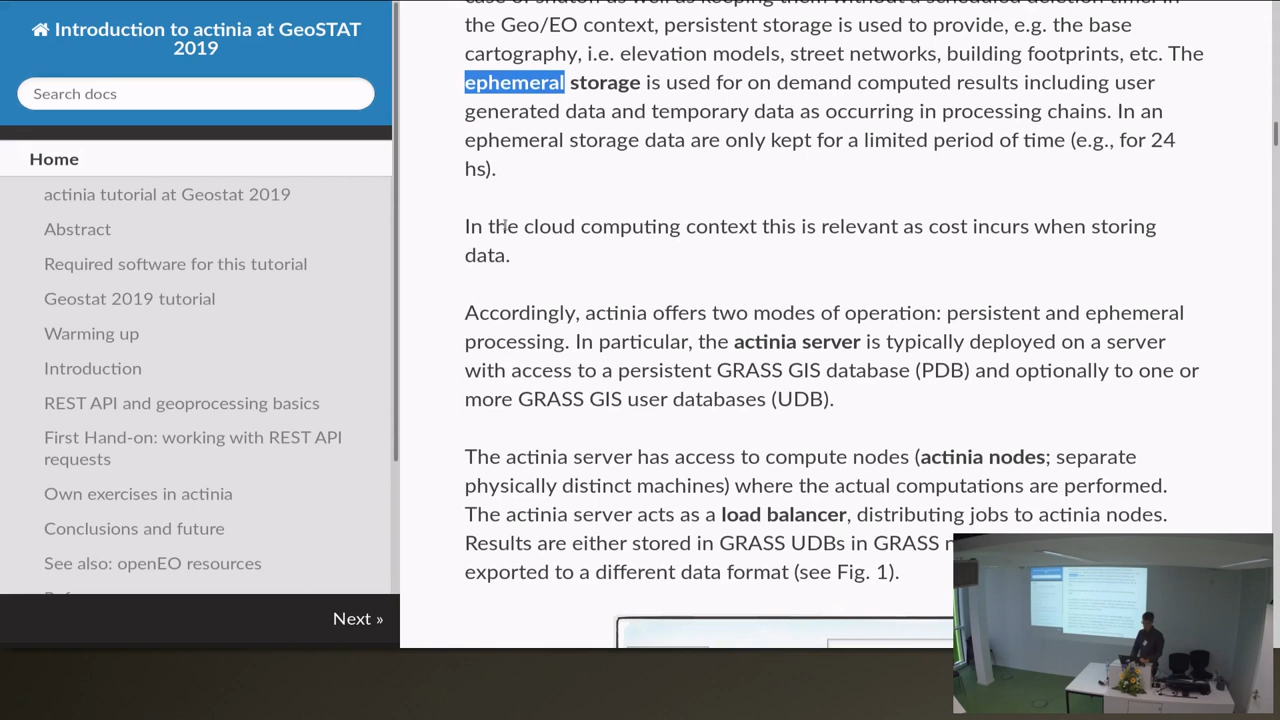 Introduction to actinia at GeoSTAT
2019
Search docs
Home
actinia tutorial at Geostat 2019
Abstract
Required software for this tutorial
Geostat 2019 tutorial
Warming up
Introduction
REST API and geoprocessing basics
First Hand-on: working with REST API
requests
Own exercises in actinia
Conclusions and future
See also: openEO resources
Next »
the Geo/EO context, persistent storage is used to provide, e.g. the base
cartography, i.e. elevation models, street networks, building footprints, etc. The
ephemeral storage is used for on demand computed results including user
generated data and temporary data as occurring in processing chains. In an
ephemeral storage data are only kept for a limited period of time (e.g., for 24
hs).
In the cloud computing context this is relevant as cost incurs when storing
data.
Accordingly, actinia offers two modes of operation: persistent and ephemeral
processing. In particular, the actinia server is typically deployed on a server
with access to a persistent GRASS GIS database (PDB) and optionally to one or
more GRASS GIS user databases (UDB).
The actinia server has access to compute nodes (actinia nodes; separate
physically distinct machines) where the actual computations are performed.
The actinia server acts as a load balancer, distributing jobs to actinia nodes.
Results are either stored in GRASS UDBs in GRASS
exported to a different data format (see Fig. 1).